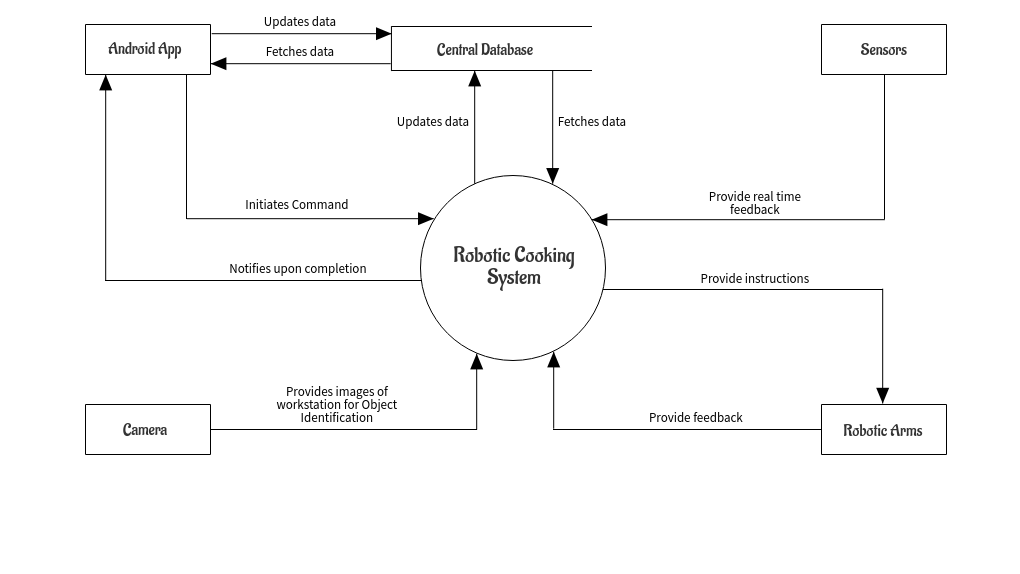 Updates data
Android App
Central Database
Sensors
Fetches data
Updates data
Fetches data
Provide real time
feedback
Initiates Command
Robotic Cooking
System
Notifies upon completion
Provide instructions
Provides images of
workstation for Object
Identification
Camera
Provide feedback
Robotic Arms